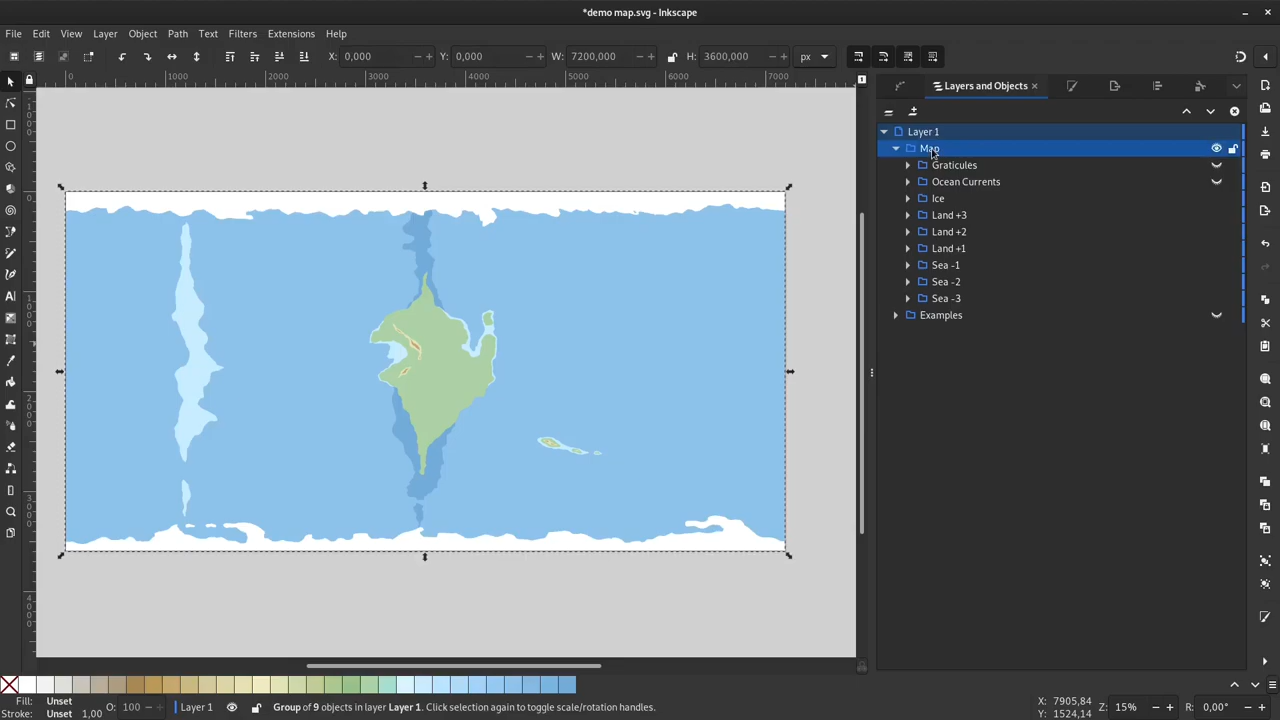 *demo map.svg - Inkscape
File Edit View Layer Object Path Text Filters Extensions Help
X: 0,000 Y: 0,000 W: 7200,000 H: 3600,000 px
0 1000 2000 3000 4000 5000 6000 7000
Layers and Objects
Layer 1
Map
Graticules
Ocean Currents
Ice
Land +3
Land +2
Land +1
Sea -1
Sea -2
Sea -3
Examples
Fill: Unset
Stroke: Unset 1,00
O: 100
Layer 1
Group of 9 objects in layer Layer 1. Click selection again to toggle scale/rotation handles.
X: 7905,84
Y: 1524,14
Z: 15%
R: 0,00°